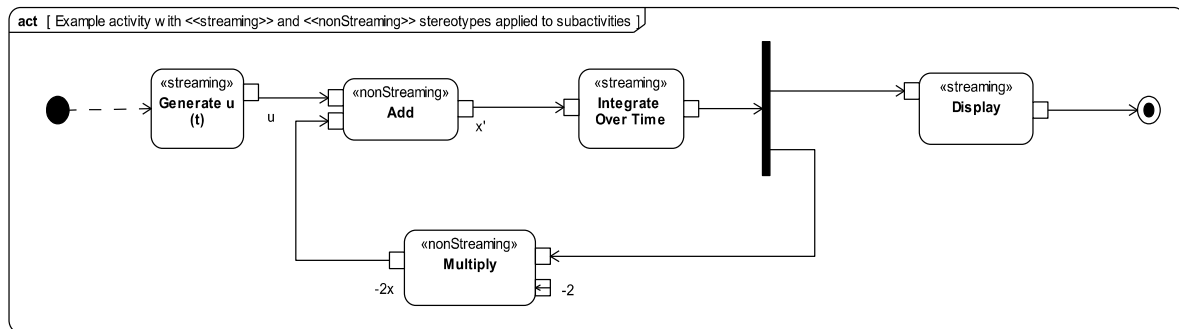 act [ Example activity with <<streaming>> and <<nonStreaming>> stereotypes applied to subactivities ]
«streaming»
Generate u
(t)
u
«nonStreaming»
Add
x'
«streaming»
Integrate
Over Time
«streaming»
Display
«nonStreaming»
Multiply
-2x
-2